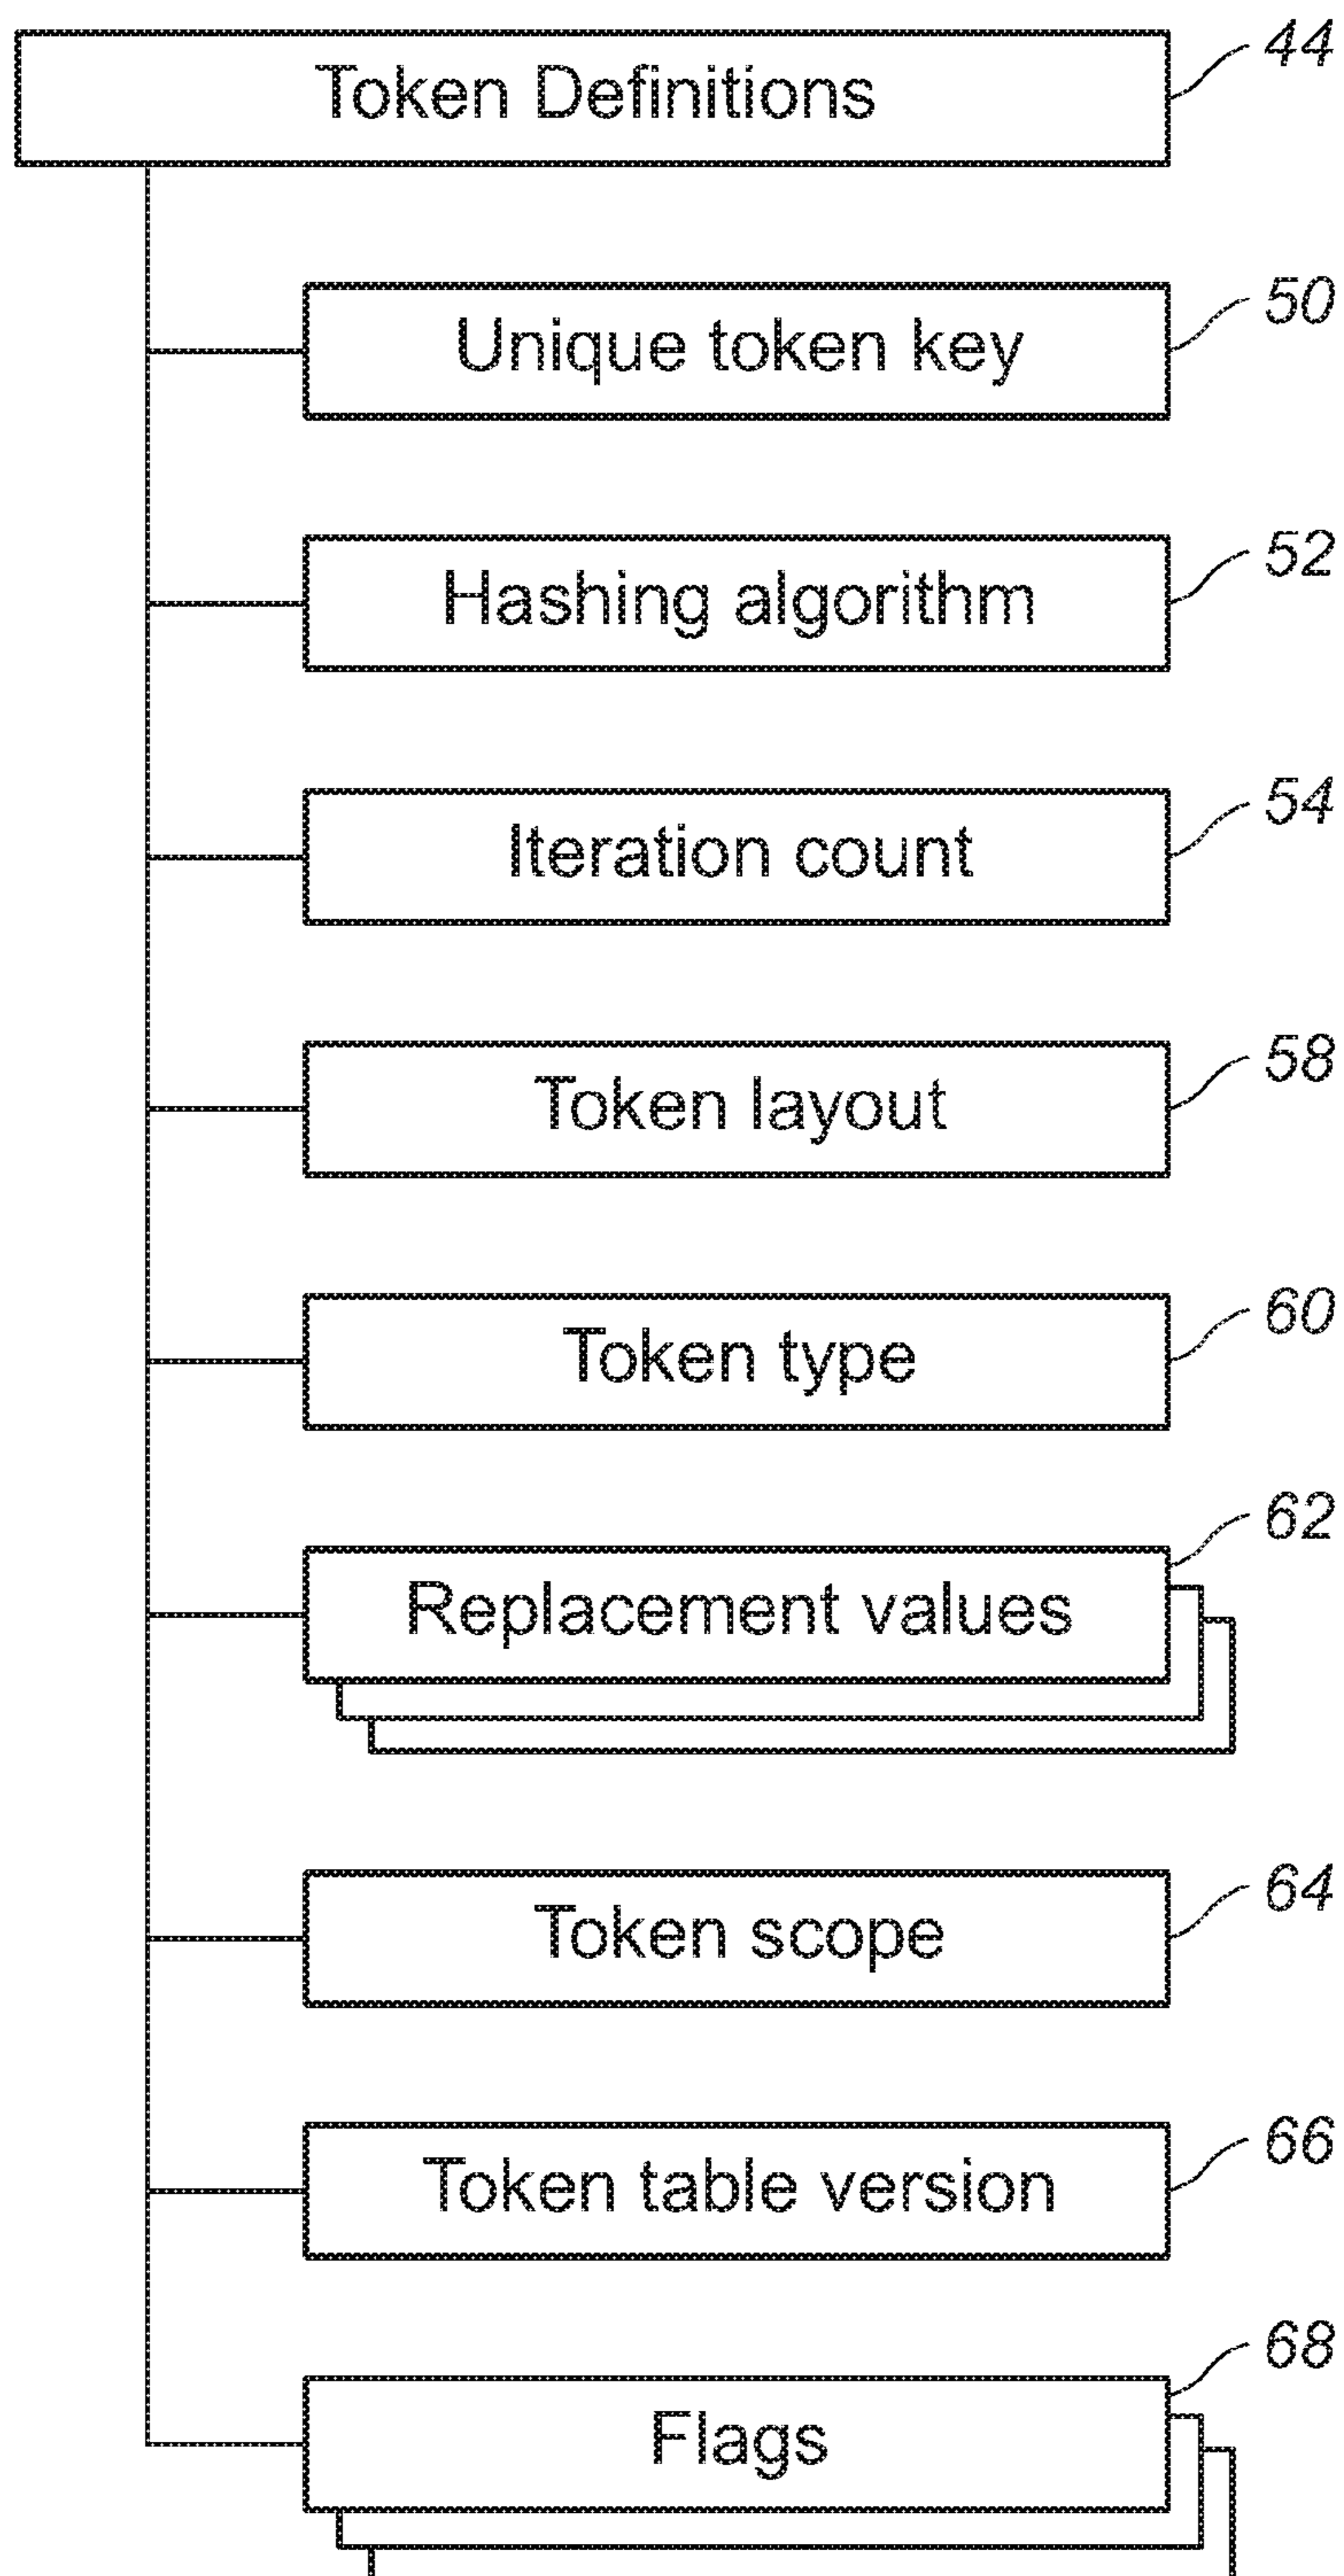 Token Definitions 44
Unique token key 50
Hashing algorithm 52
Iteration count 54
Token layout 58
Token type 60
Replacement values 62
Token scope 64
Token table version 66
Flags 68